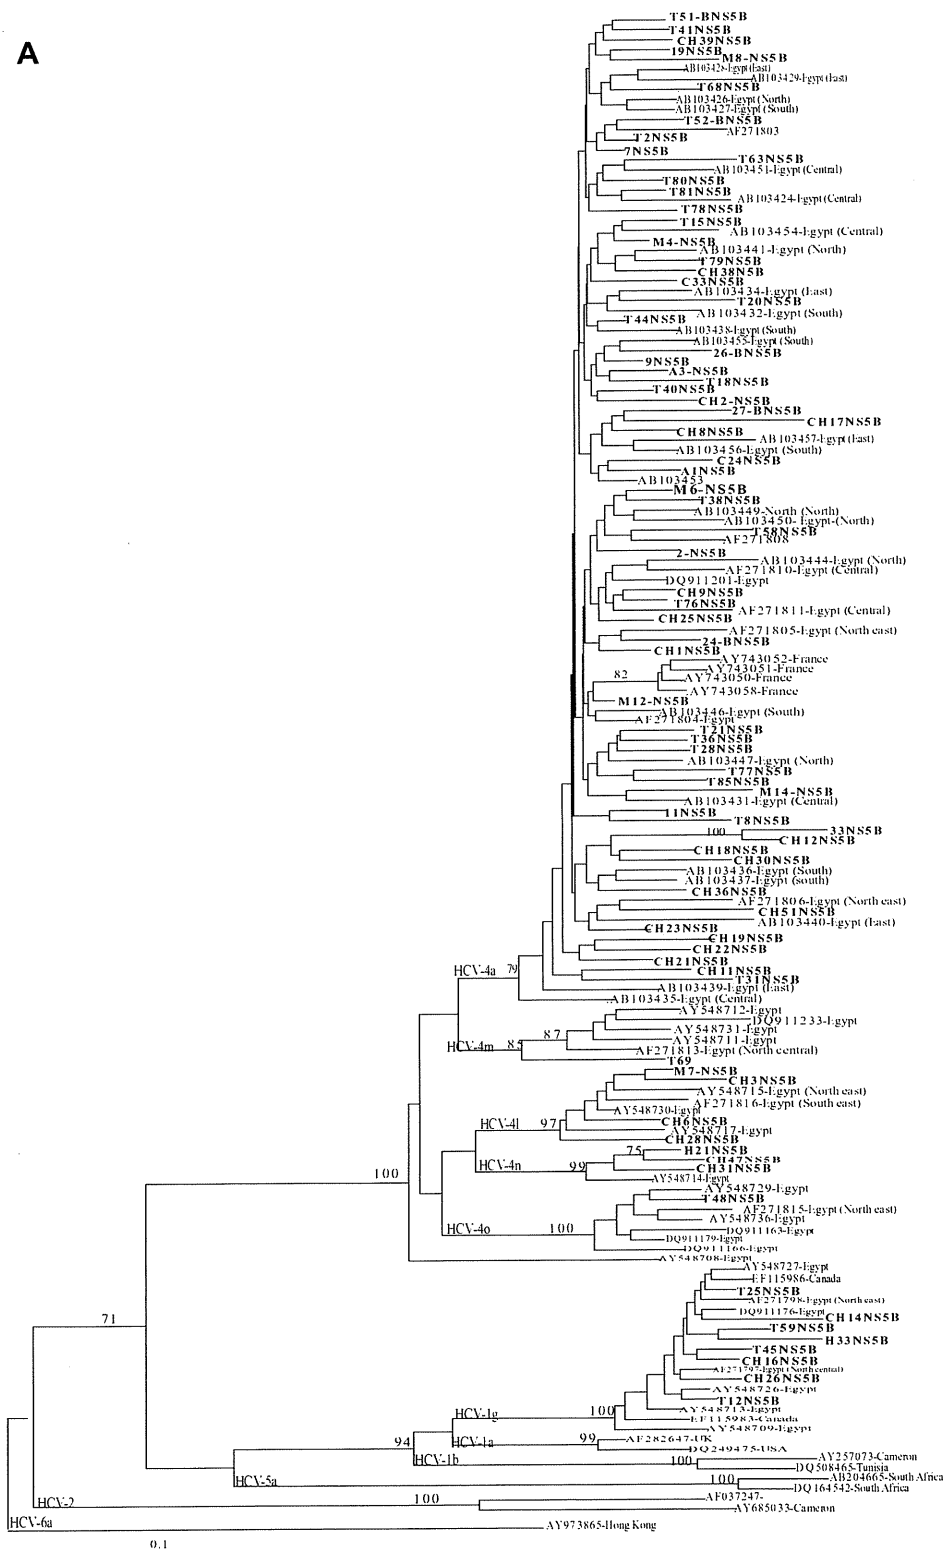 A
T51-BNS5B
T41NS5B
CH39NS5B
19NS5B
M8-NS5B
AB103428-Egypt (East)
AB103429-Egypt (East)
T68NS5B
AB103426-Egypt (North)
AB103427-Egypt (South)
T52-BNS5B
AF271803
T2NS5B
7NS5B
T63NS5B
AB103451-Egypt (Central)
T80NS5B
T81NS5B
AB103424-Egypt (Central)
T78NS5B
T15NS5B
AB103454-Egypt (Central)
M4-NS5B
AB103441-Egypt (North)
T79NS5B
CH38N5B
C33NS5B
AB103434-Egypt (East)
T20NS5B
AB103432-Egypt (South)
T44NS5B
AB103438-Egypt (South)
AB103455-Egypt (South)
26-BNS5B
9NS5B
A3-NS5B
T18NS5B
T40NS5B
CH2-NS5B
27-BNS5B
CH17NS5B
CH8NS5B
AB103457-Egypt (East)
AB103456-Egypt (South)
C24NS5B
A1NS5B
AB103453
M6-NS5B
T38NS5B
AB103449-North (North)
AB103450- Egypt-(North)
T58NS5B
AF271808
2-NS5B
AB103444-Egypt (North)
AF271810-Egypt (Central)
DQ911201-Egypt
CH9NS5B
T76NS5B
AF271811-Egypt (Central)
CH25NS5B
AF271805-Egypt (North east)
24-BNS5B
CH1NS5B
AY743052-France
82
AY743051-France
AY743050-France
AY743058-France
M12-NS5B
AB103446-Egypt (South)
AF271804-Egypt
T21NS5B
T36NS5B
T28NS5B
AB103447-Egypt (North)
T77NS5B
T85NS5B
M14-NS5B
AB103431-Egypt (Central)
11NS5B
T8NS5B
100
33NS5B
CH12NS5B
CH18NS5B
CH30NS5B
AB103436-Egypt (South)
AB103437-Egypt (south)
CH36NS5B
AF271806-Egypt (North east)
CH51NS5B
AB103440-Egypt (East)
CH23NS5B
CH19NS5B
CH22NS5B
CH21NS5B
HCV-4a 79
CH11NS5B
T31NS5B
AB103439-Egypt (East)
AB103435-Egypt (Central)
AY548712-Egypt
DQ911233-Egypt
AY548731-Egypt
87
AY548711-Egypt
HCV-4m 85
AF271813-Egypt (North central)
T69
M7-NS5B
CH3NS5B
AY548715-Egypt (North east)
AF271816-Egypt (South east)
AY548730-Egypt
HCV-4l 97
CH6NS5B
AY548717-Egypt
CH28NS5B
75
H21NS5B
CH47NS5B
HCV-4n 99
CH31NS5B
AY548714-Egypt
100
AY548729-Egypt
T48NS5B
AF271815-Egypt (North east)
AY548736-Egypt
HCV-4o 100
DQ911163-Egypt
DQ911179-Egypt
DQ911166-Egypt
AY548708-Egypt
AY548727-Egypt
EF115986-Canada
T25NS5B
AF271798-Egypt (North east)
DQ911176-Egypt
CH14NS5B
71
T59NS5B
H33NS5B
T45NS5B
CH16NS5B
AF271797-Egypt (North central)
CH26NS5B
AY548726-Egypt
T12NS5B
HCV-1g 100
AY548713-Egypt
EF115983-Canada
AY548709-Egypt
94 HCV-1a 99
AF282647-UK
DQ249475-USA
HCV-1b 100
AY257073-Cameron
DQ508465-Tunisia
HCV-5a 100
AB204665-South Africa
DQ164542-South Africa
HCV-2 100
AF037247-
AY685033-Cameron
HCV-6a
AY973865-Hong Kong
0.1